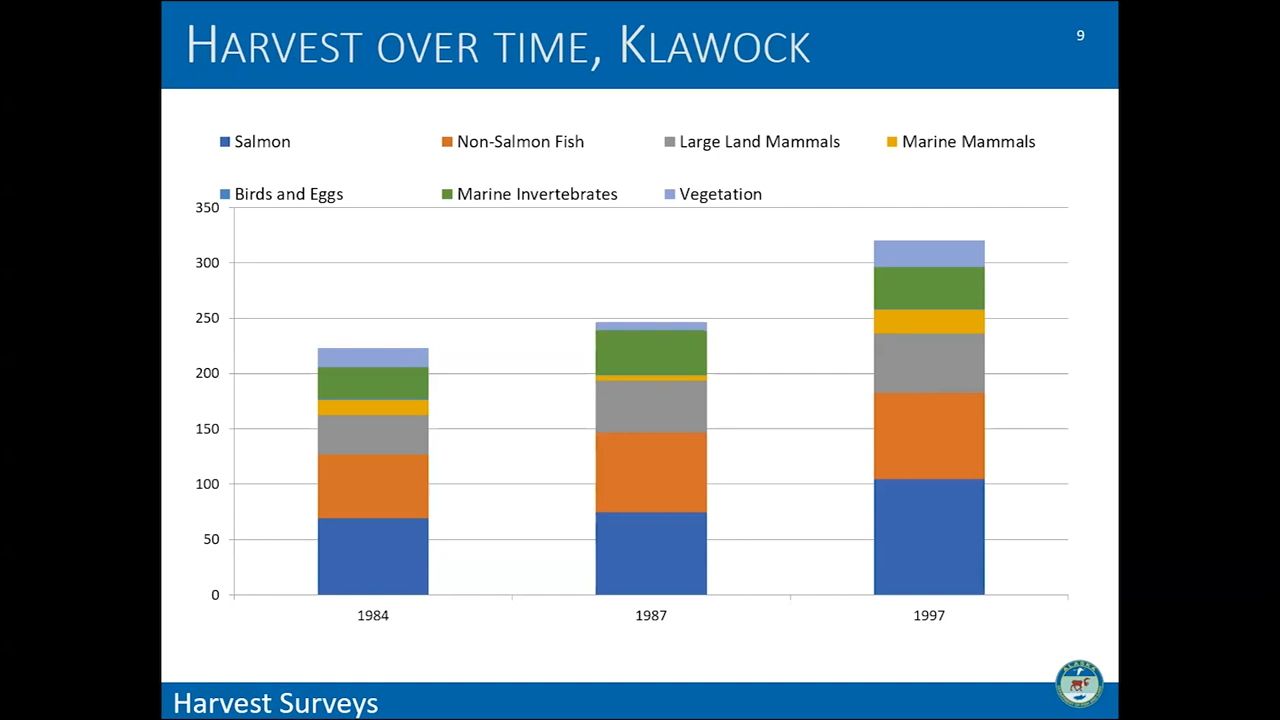 HARVEST OVER TIME, KLAWOCK
9
Salmon
Non-Salmon Fish
Large Land Mammals
Marine Mammals
Birds and Eggs
Marine Invertebrates
Vegetation
350
300
250
200
150
100
50
0
1984
1987
1997
Harvest Surveys
ALASKA